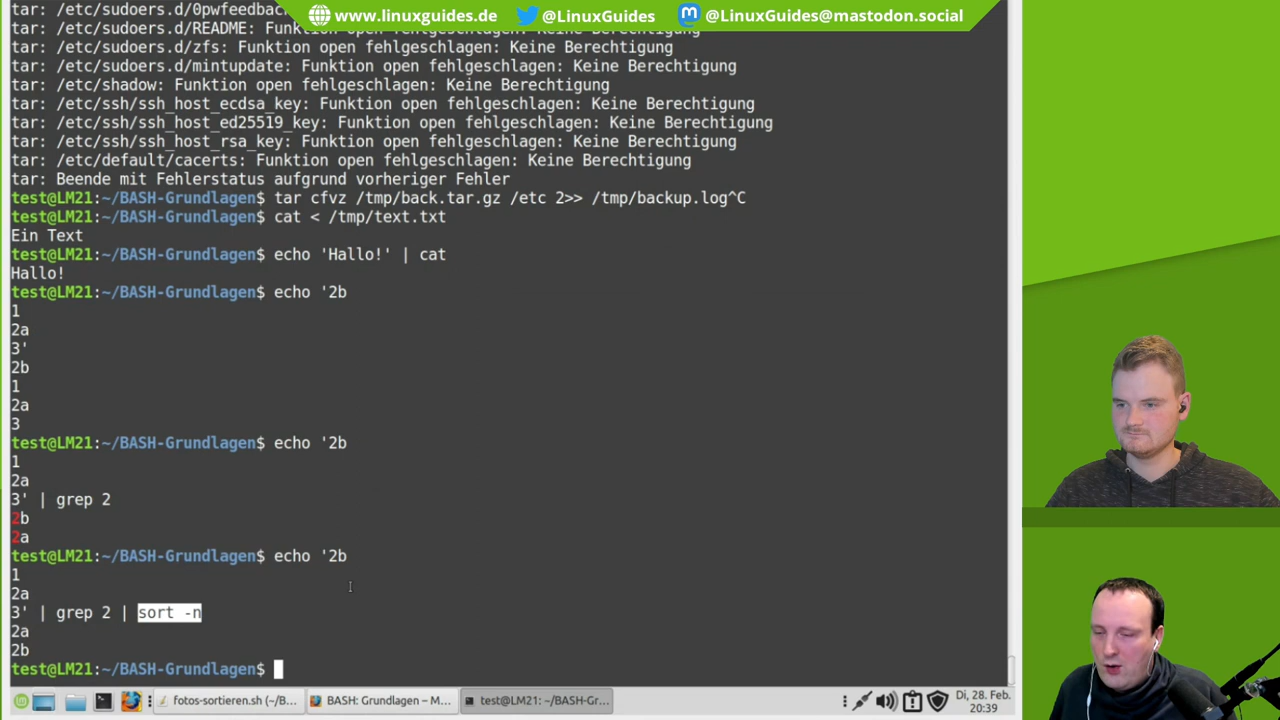 www.linuxguides.de @LinuxGuides @LinuxGuides@mastodon.social
tar: /etc/sudoers.d/0pwfeedbac
tar: /etc/sudoers.d/README: Funktion open fehlgeschlagen: Keine Berechtigung
tar: /etc/sudoers.d/zfs: Funktion open fehlgeschlagen: Keine Berechtigung
tar: /etc/sudoers.d/mintupdate: Funktion open fehlgeschlagen: Keine Berechtigung
tar: /etc/shadow: Funktion open fehlgeschlagen: Keine Berechtigung
tar: /etc/ssh/ssh_host_ecdsa_key: Funktion open fehlgeschlagen: Keine Berechtigung
tar: /etc/ssh/ssh_host_ed25519_key: Funktion open fehlgeschlagen: Keine Berechtigung
tar: /etc/ssh/ssh_host_rsa_key: Funktion open fehlgeschlagen: Keine Berechtigung
tar: /etc/default/cacerts: Funktion open fehlgeschlagen: Keine Berechtigung
tar: Beende mit Fehlerstatus aufgrund vorheriger Fehler
test@LM21:~/BASH-Grundlagen$ tar cfvz /tmp/back.tar.gz /etc 2>> /tmp/backup.log^C
test@LM21:~/BASH-Grundlagen$ cat < /tmp/text.txt
Ein Text
test@LM21:~/BASH-Grundlagen$ echo 'Hallo!' | cat
Hallo!
test@LM21:~/BASH-Grundlagen$ echo '2b
1
2a
3'
2b
1
2a
3
test@LM21:~/BASH-Grundlagen$ echo '2b
1
2a
3' | grep 2
2b
2a
test@LM21:~/BASH-Grundlagen$ echo '2b
1
2a
3' | grep 2 | sort -n
2a
2b
test@LM21:~/BASH-Grundlagen$
fotos-sortieren.sh (~/B... BASH: Grundlagen – M... test@LM21: ~/BASH-Gr... Di, 28. Feb.
20:39